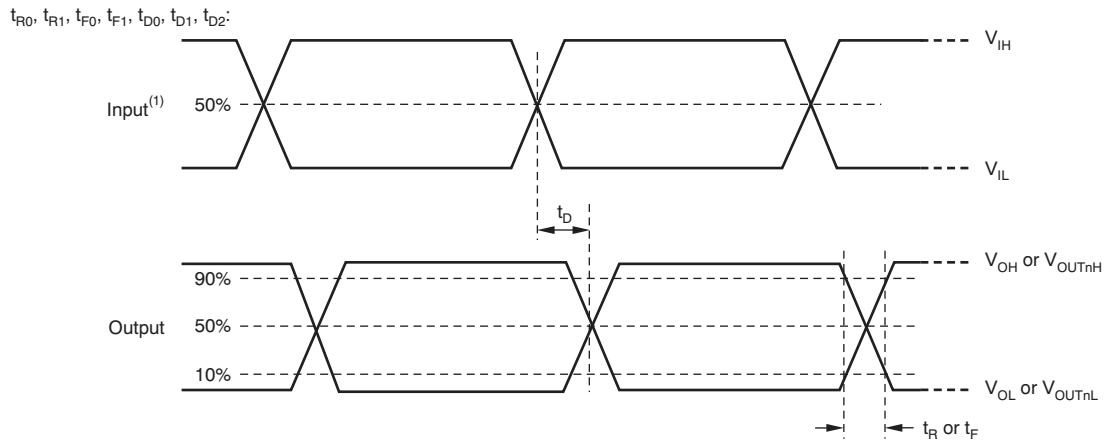 tR0, tR1, tF0, tF1, tD0, tD1, tD2:
VIH
Input(1)
50%
VIL
tD
VOH or VOUTnH
90%
Output
50%
10%
VOL or VOUTnL
tR or tF